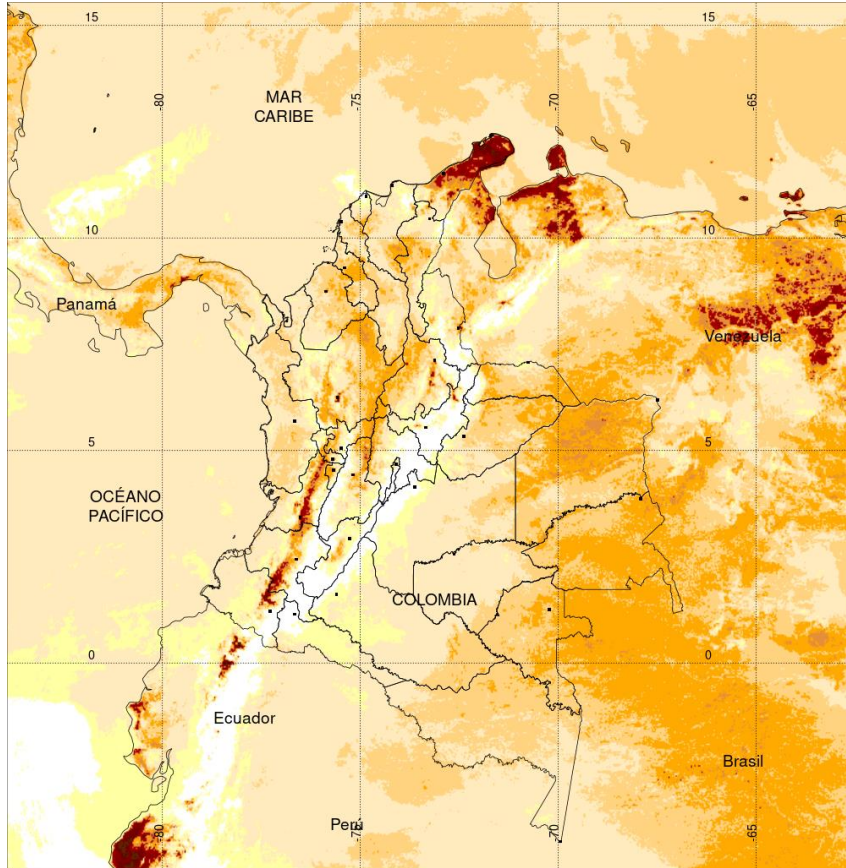 15
-80
-75
-70
-65
MAR
CARIBE
10
Panamá
Venezuela
5
OCÉANO
PACÍFICO
COLOMBIA
0
0
Ecuador
Brasil
Perú
-80
-75
-70
-65
15
10
5